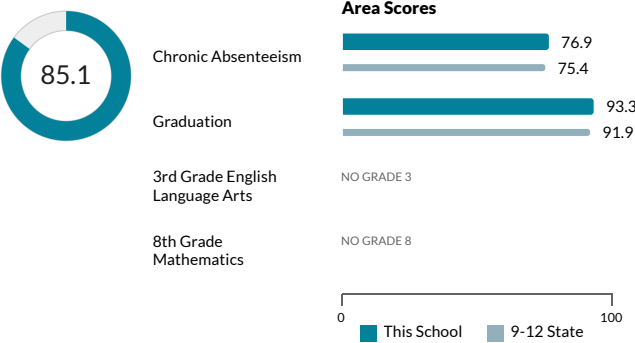 Area Scores
85.1
Chronic Absenteeism
76.9
75.4
Graduation
93.3
91.9
3rd Grade English
Language Arts
NO GRADE 3
8th Grade
Mathematics
NO GRADE 8
0
100
This School
9-12 State